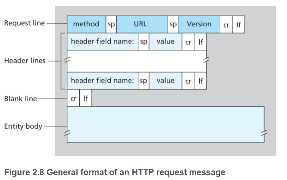 Request line method sp URL sp Version cr lf
header field name: sp value cr lf
Header lines
header field name: sp value cr lf
Blank line cr lf
Entity body
Figure 2.8 General format of an HTTP request message